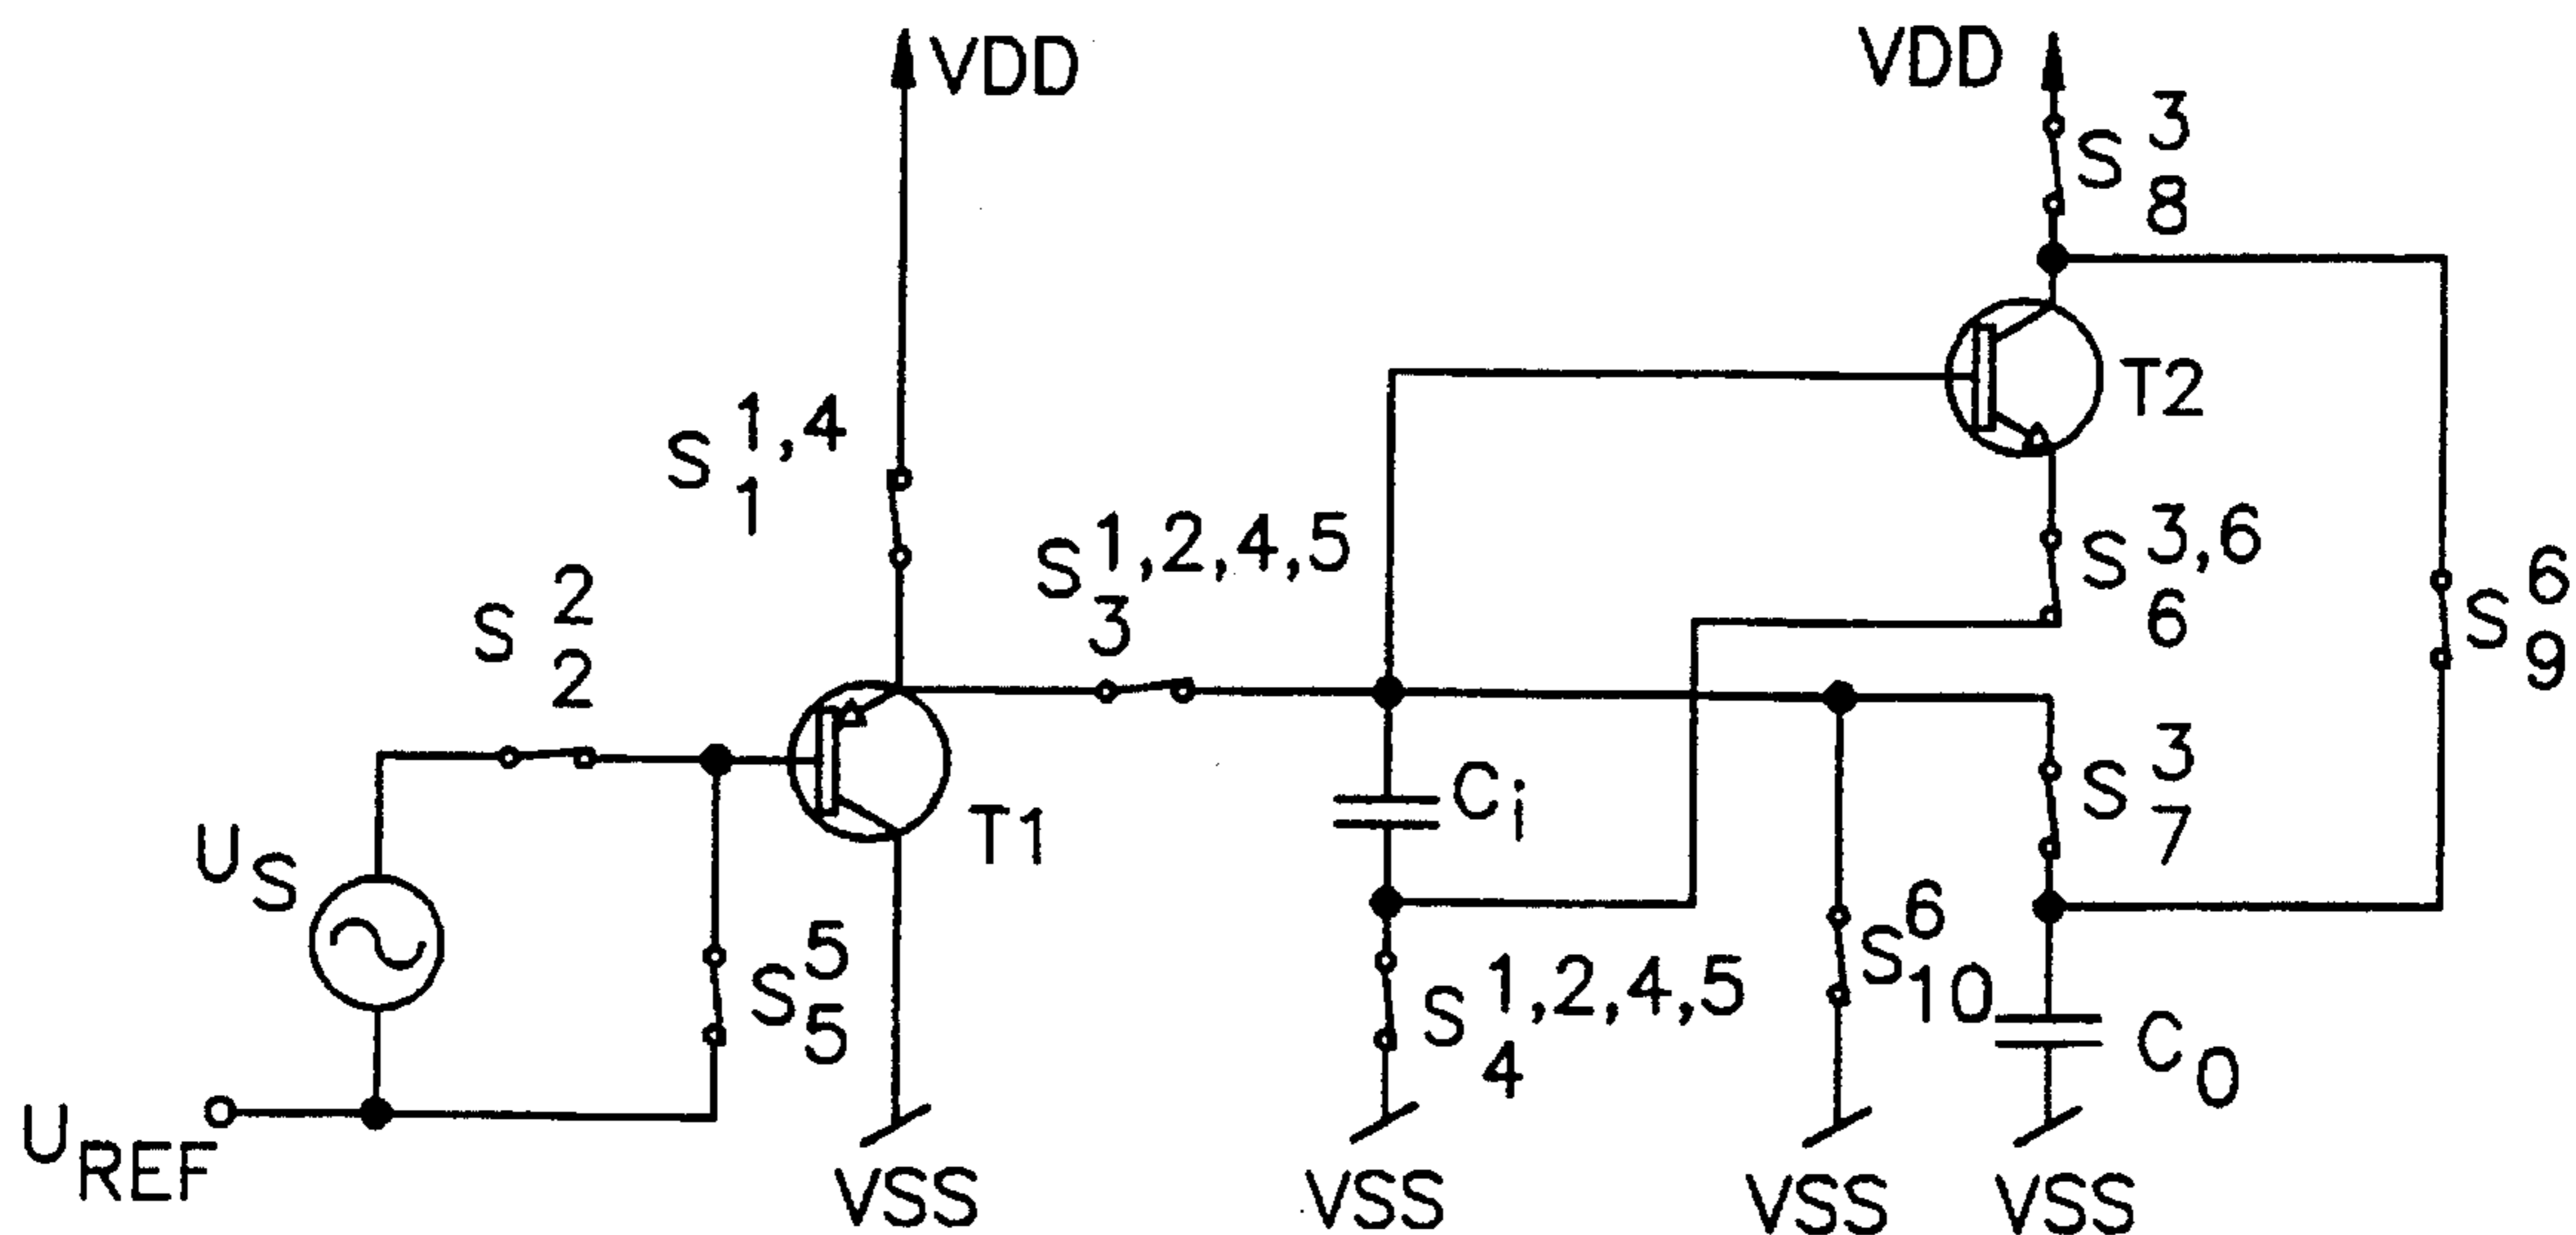 VDD
VDD
S 3 8
T2
S 1,4 1
S 1,2,4,5 3
S 3,6 6
S 6 9
S 2 2
U S
T1
C i
S 3 7
S 5 5
S 1,2,4,5 4
S 6 10
C 0
U REF
VSS
VSS
VSS
VSS